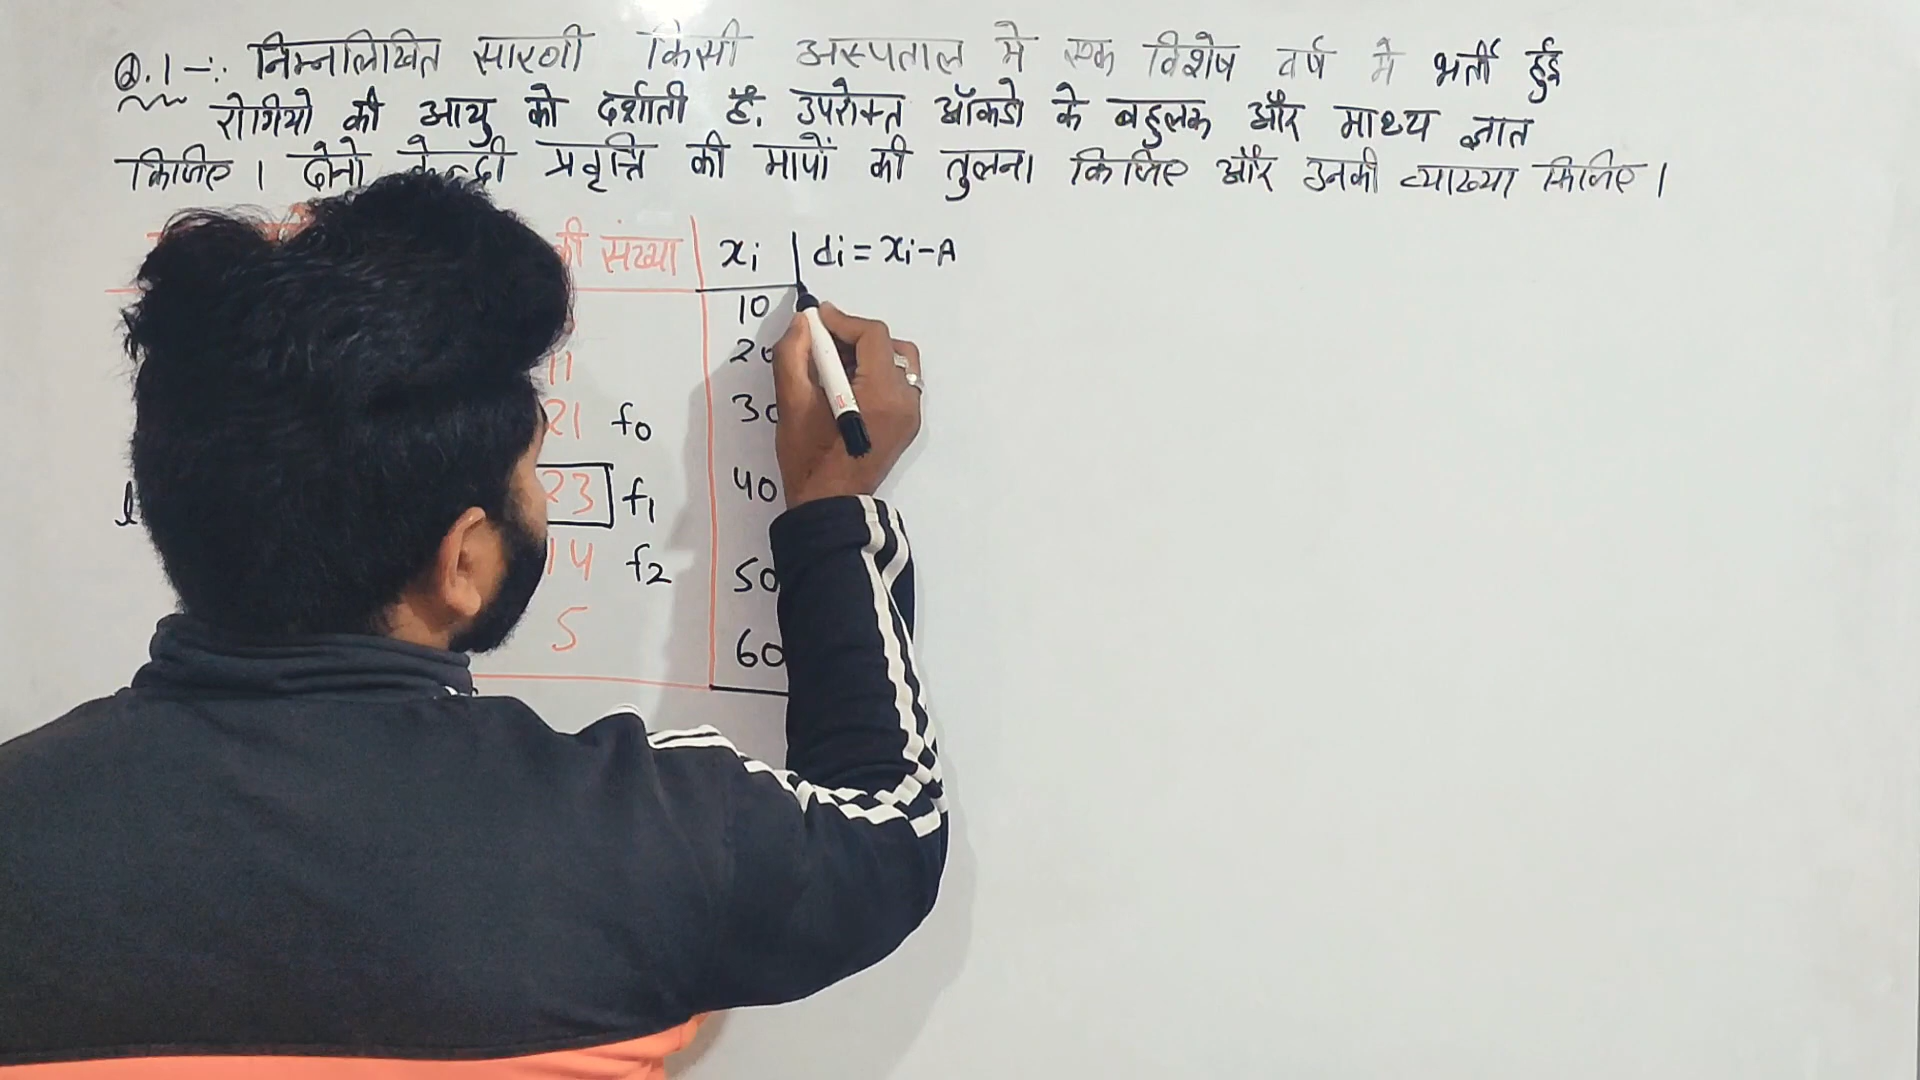 Q.1 -: निम्नलिखित सारणी किसी अस्पताल मे एक विशेष वर्ष मे भर्ती हुई
रोगियो की आयु को दर्शाती है. उपरोक्त ऑकडो के बहुलक और माध्य ज्ञात
किजिए । दोनो केन्द्री प्रवृत्ति की मापों की तुलना किजिए और उनकी व्याख्या किजिए ।
की संख्या xi di = xi - A
10
11 20
21 f0 30
l 23 f1 40
14 f2 50
5 60